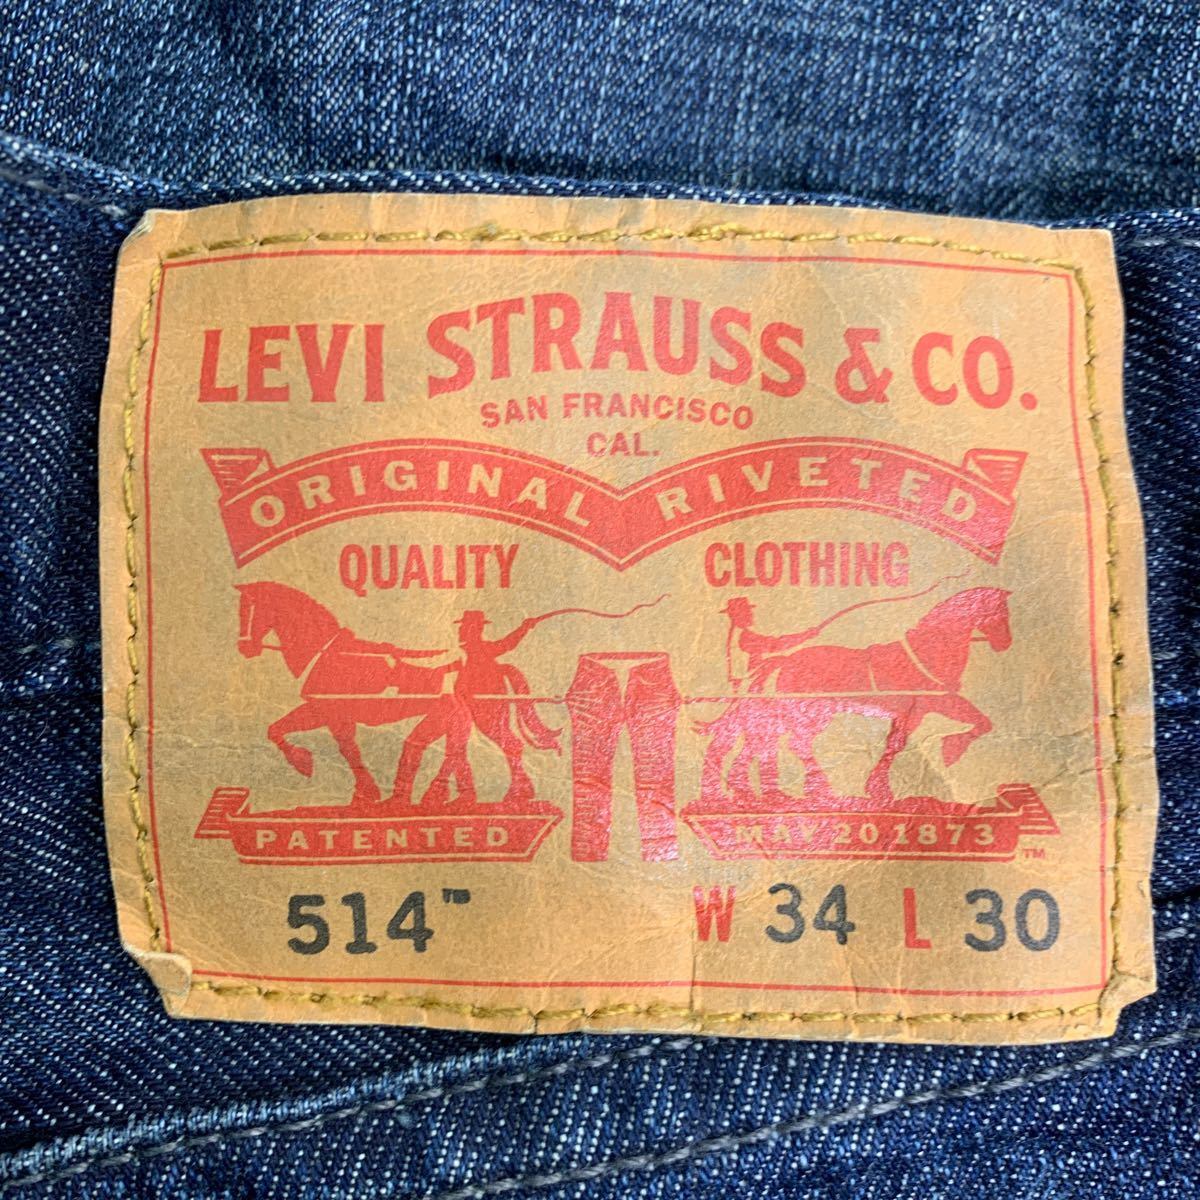 LEVI STRAUSS & CO.
SAN FRANCISCO
CAL.
ORIGINAL RIVETED
QUALITY CLOTHING
PATENTED MAY 20 1873 ™
514™ W 34 L 30